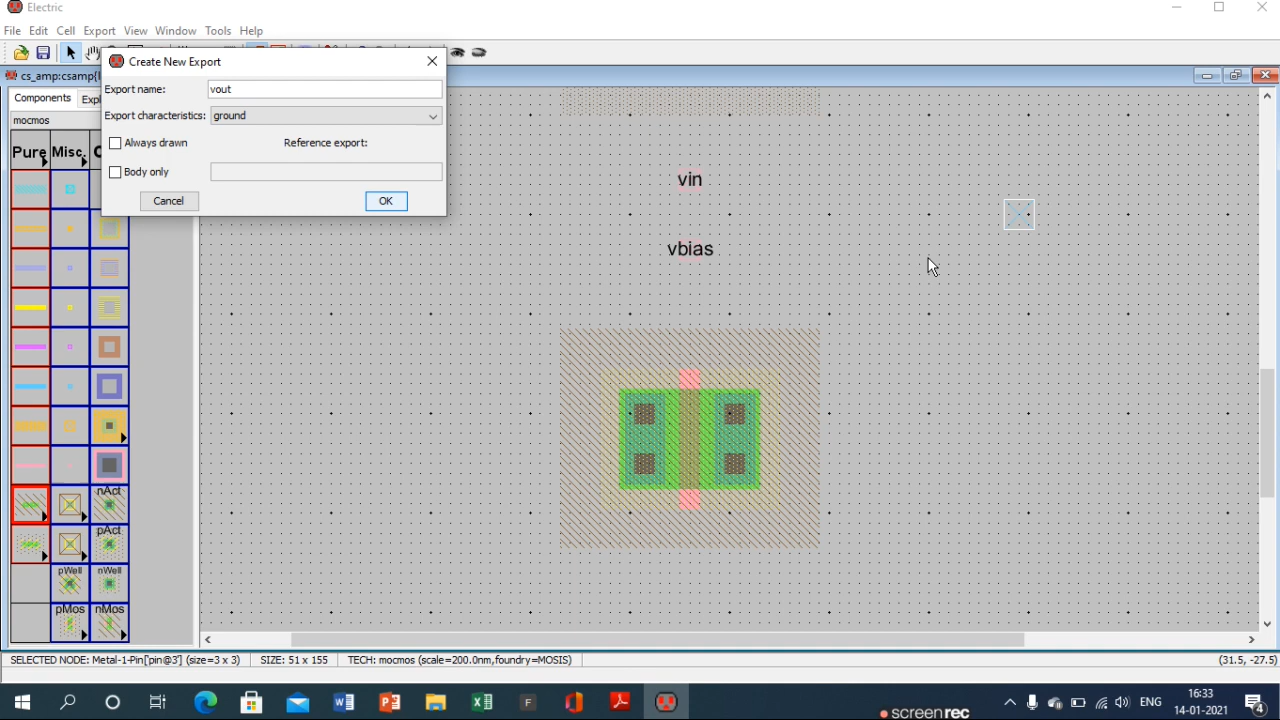 Electric
File Edit Cell Export View Window Tools Help
Create New Export
cs_amp:csamp{l
Export name: vout
Components Expl
Export characteristics: ground
mocmos
Always drawn Reference export:
Pure Misc. C
Body only
vin
Cancel OK
vbias
nAct
pAct
pWell nWell
pMos nMos
SELECTED NODE: Metal-1-Pin['pin@3'] (size=3 x 3) SIZE: 51 x 155 TECH: mocmos (scale=200.0nm,foundry=MOSIS) (31.5, -27.5)
ENG 16:33
14-01-2021
4
screenrec